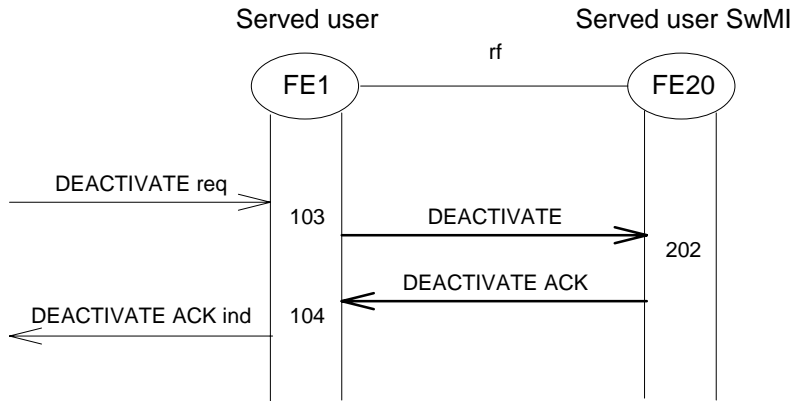 Served user
Served user SwMI
rf
FE1
FE20
DEACTIVATE req
103
DEACTIVATE
202
DEACTIVATE ACK
DEACTIVATE ACK ind
104